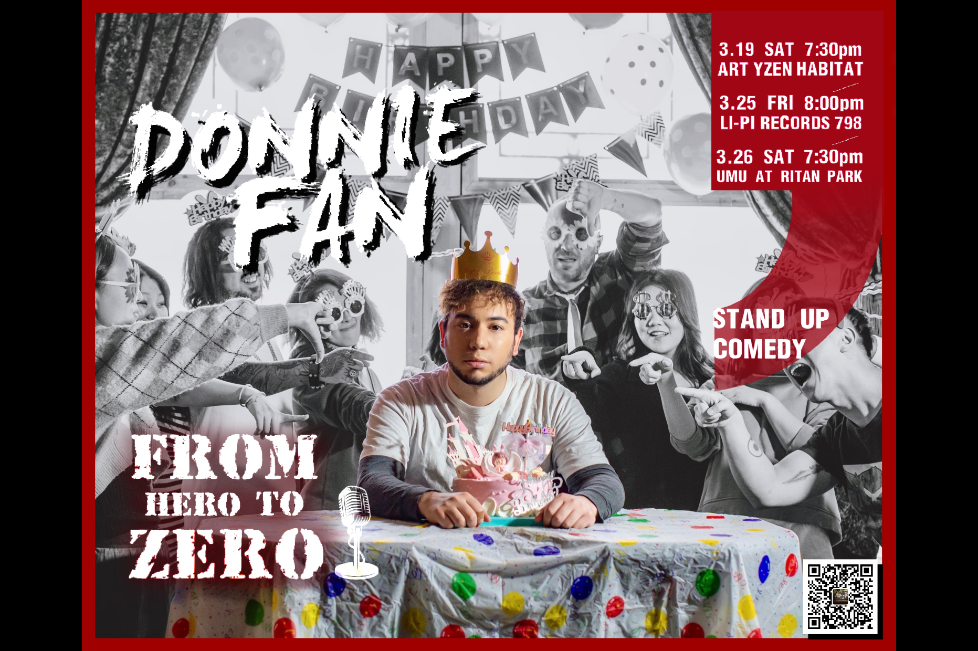 HAPPY
BIRTHDAY
DONNIE
FAN
3.19 SAT 7:30pm
ART YZEN HABITAT
3.25 FRI 8:00pm
LI-PI RECORDS 798
3.26 SAT 7:30pm
UMU AT RITAN PARK
STAND UP
COMEDY
FROM
HERO TO
ZERO